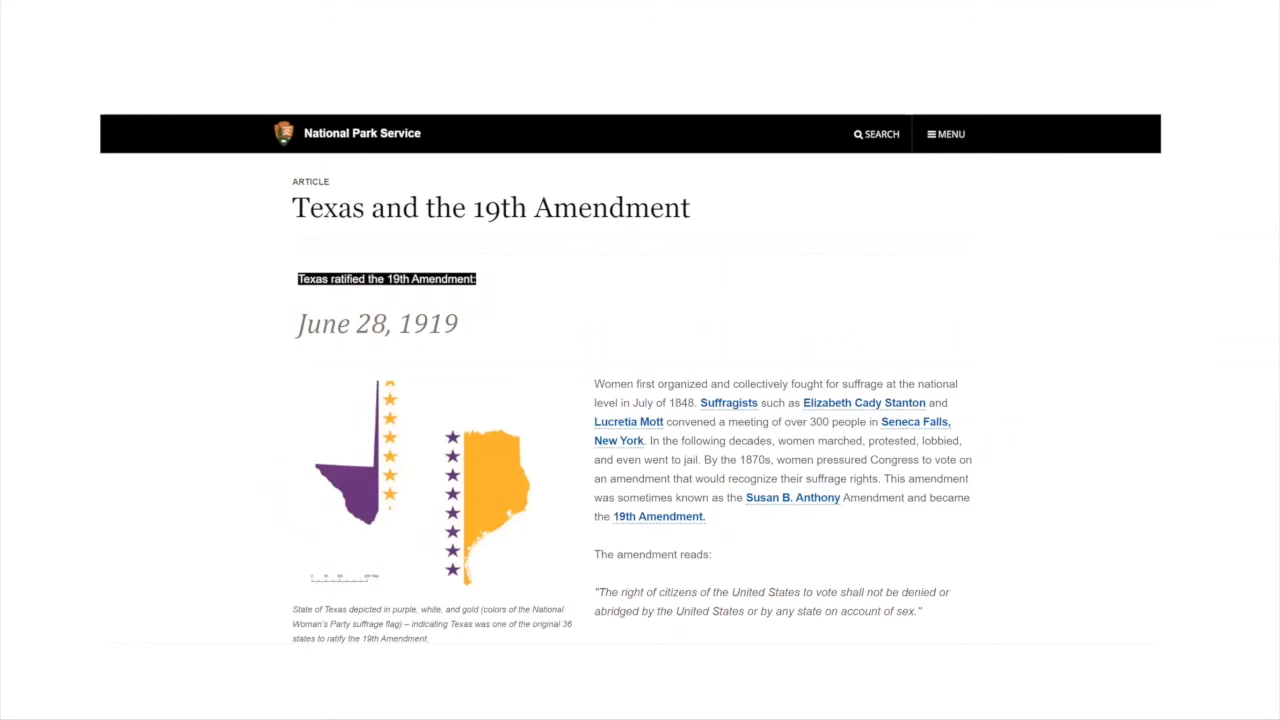 National Park Service
SEARCH
MENU
ARTICLE
Texas and the 19th Amendment
Texas ratified the 19th Amendment:
June 28, 1919
Women first organized and collectively fought for suffrage at the national
level in July of 1848. Suffragists such as Elizabeth Cady Stanton and
Lucretia Mott convened a meeting of over 300 people in Seneca Falls,
New York. In the following decades, women marched, protested, lobbied,
and even went to jail. By the 1870s, women pressured Congress to vote on
an amendment that would recognize their suffrage rights. This amendment
was sometimes known as the Susan B. Anthony Amendment and became
the 19th Amendment.
The amendment reads:
"The right of citizens of the United States to vote shall not be denied or
abridged by the United States or by any state on account of sex."
State of Texas depicted in purple, white, and gold (colors of the National
Woman's Party suffrage flag) – indicating Texas was one of the original 36
states to ratify the 19th Amendment.